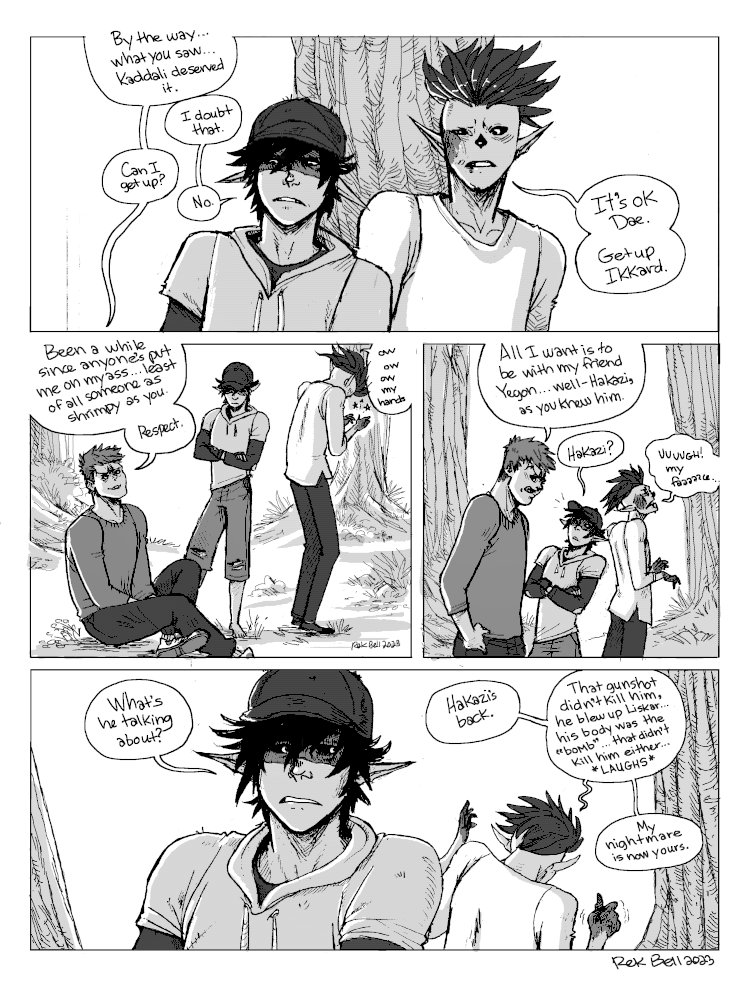 By the way...
what you saw...
Kaddali deserved
it.
I doubt
that.
Can I
get up?
No.
It's ok
Dae.
Get up
Ikkard.
Been a while
since anyone's put
me on my ass...least
of all someone as
shrimpy as you.
Respect.
ow
ow
ow
my
hands
Rek Bell 2023
All I want is to
be with my friend
Yegon...well-Hakazi,
as you knew him.
Hakazi?
UUUUGH!
my
faaaace...
What's
he talking
about?
Hakazi's
back.
That gunshot
didn't kill him,
he blew up Liskar...
his body was the
"bomb"...that didn't
kill him either...
*LAUGHS*
My
nightmare
is now yours.
Rek Bell 2023